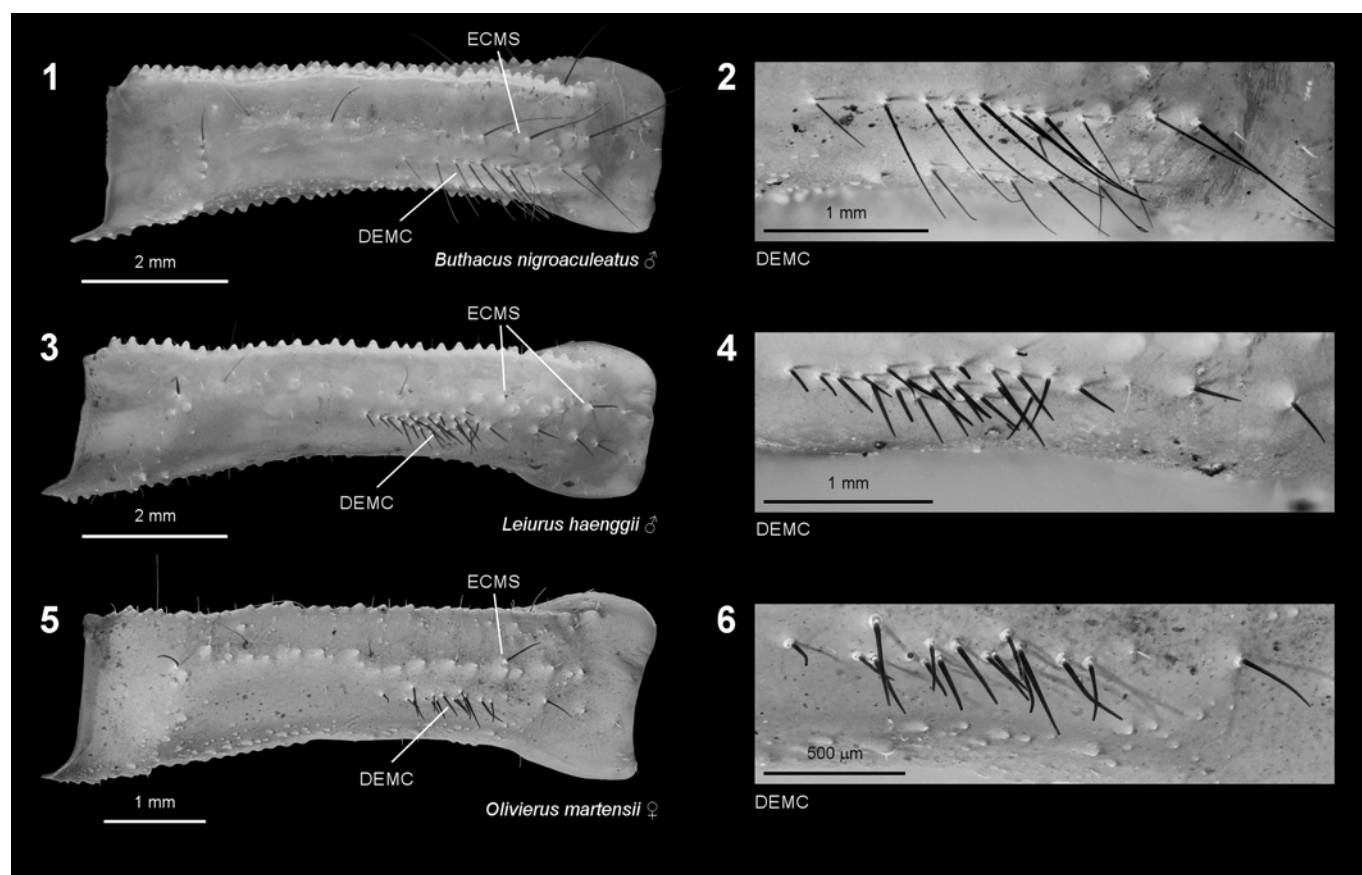 1
ECMS
DEMC
2 mm
Buthacus nigroaculeatus ♂
2
1 mm
DEMC
3
ECMS
DEMC
2 mm
Leiurus haenggii ♂
4
1 mm
DEMC
5
ECMS
DEMC
1 mm
Olivierus martensii ♀
6
500 μm
DEMC